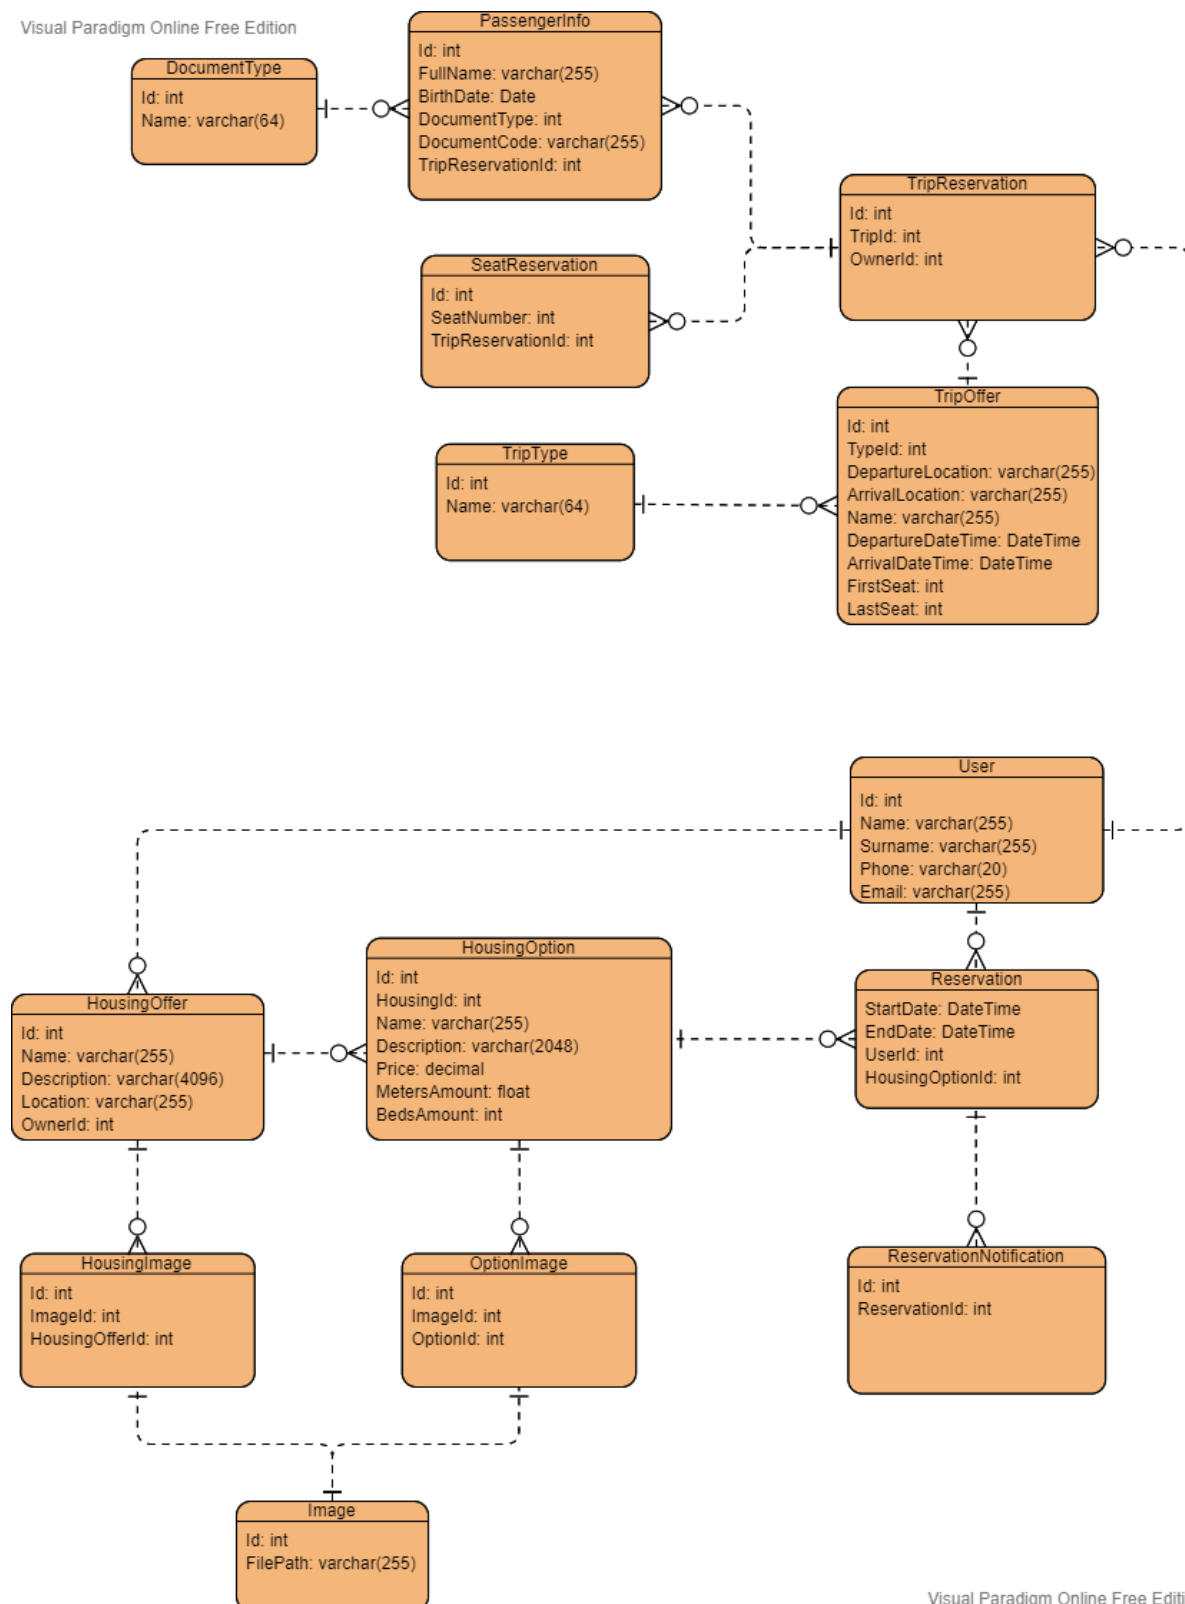 Visual Paradigm Online Free Edition
PassengerInfo
Id: int
FullName: varchar(255)
BirthDate: Date
DocumentType: int
DocumentCode: varchar(255)
TripReservationId: int
DocumentType
Id: int
Name: varchar(64)
TripReservation
Id: int
TripId: int
OwnerId: int
SeatReservation
Id: int
SeatNumber: int
TripReservationId: int
TripOffer
Id: int
TypeId: int
DepartureLocation: varchar(255)
ArrivalLocation: varchar(255)
Name: varchar(255)
DepartureDateTime: DateTime
ArrivalDateTime: DateTime
FirstSeat: int
LastSeat: int
TripType
Id: int
Name: varchar(64)
User
Id: int
Name: varchar(255)
Surname: varchar(255)
Phone: varchar(20)
Email: varchar(255)
HousingOption
Id: int
HousingId: int
Name: varchar(255)
Description: varchar(2048)
Price: decimal
MetersAmount: float
BedsAmount: int
Reservation
StartDate: DateTime
EndDate: DateTime
UserId: int
HousingOptionId: int
HousingOffer
Id: int
Name: varchar(255)
Description: varchar(4096)
Location: varchar(255)
OwnerId: int
HousingImage
Id: int
ImageId: int
HousingOfferId: int
OptionImage
Id: int
ImageId: int
OptionId: int
ReservationNotification
Id: int
ReservationId: int
Image
Id: int
FilePath: varchar(255)
Visual Paradigm Online Free Editi